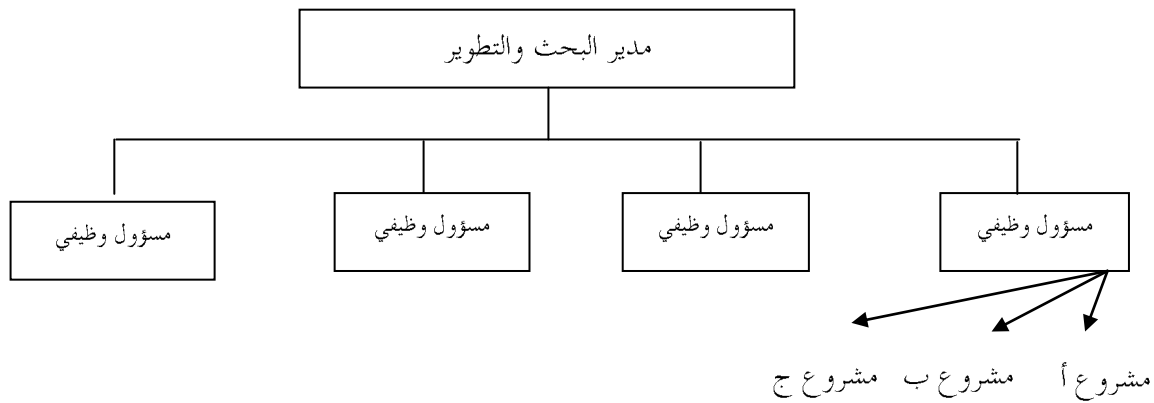 مدير البحث والتطوير
مسؤول وظيفي
مسؤول وظيفي
مسؤول وظيفي
مسؤول وظيفي
مشروع أ
مشروع ب
مشروع ج